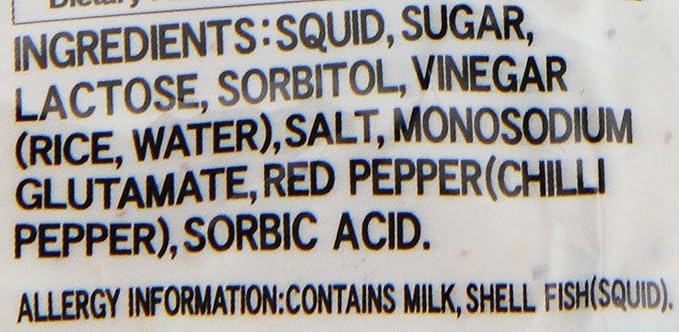 Dietary
INGREDIENTS:SQUID, SUGAR,
LACTOSE, SORBITOL, VINEGAR
(RICE, WATER), SALT, MONOSODIUM
GLUTAMATE, RED PEPPER(CHILLI
PEPPER), SORBIC ACID.
ALLERGY INFORMATION:CONTAINS MILK, SHELL FISH(SQUID).